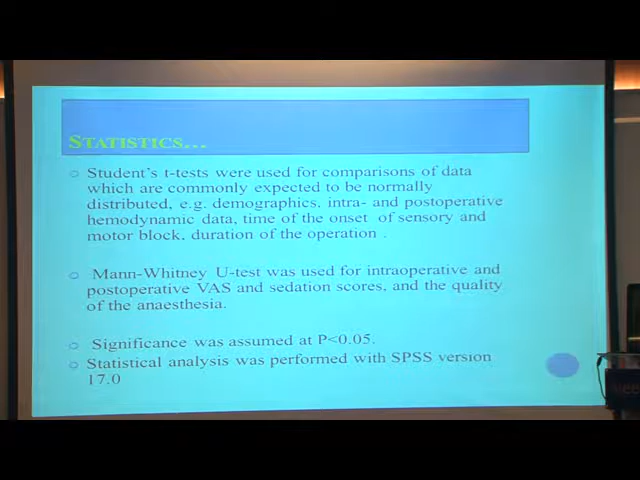 STATISTICS...
Student's t-tests were used for comparisons of data
which are commonly expected to be normally
distributed, e.g. demographics, intra- and postoperative
hemodynamic data, time of the onset of sensory and
motor block, duration of the operation .
Mann-Whitney U-test was used for intraoperative and
postoperative VAS and sedation scores, and the quality
of the anaesthesia.
Significance was assumed at P<0.05.
Statistical analysis was performed with SPSS version
17.0